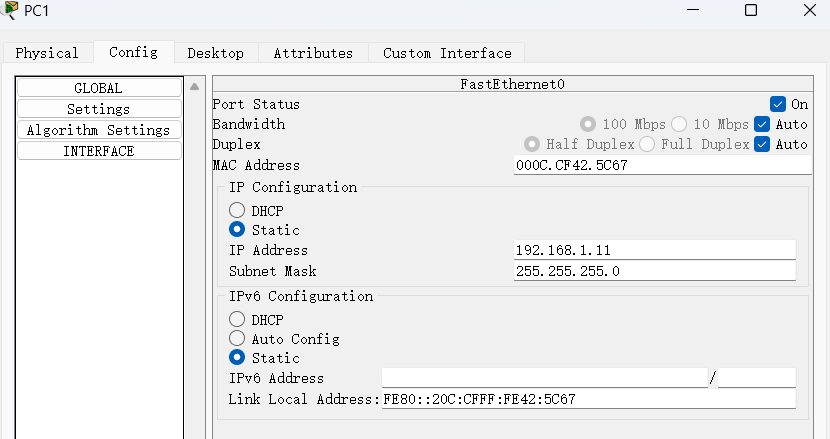 PC1
Physical Config Desktop Attributes Custom Interface
GLOBAL
Settings
Algorithm Settings
INTERFACE
FastEthernet0
Port Status On
Bandwidth 100 Mbps 10 Mbps Auto
Duplex Half Duplex Full Duplex Auto
MAC Address 000C.CF42.5C67
IP Configuration
DHCP
Static
IP Address 192.168.1.11
Subnet Mask 255.255.255.0
IPv6 Configuration
DHCP
Auto Config
Static
IPv6 Address /
Link Local Address: FE80::20C:CFFF:FE42:5C67